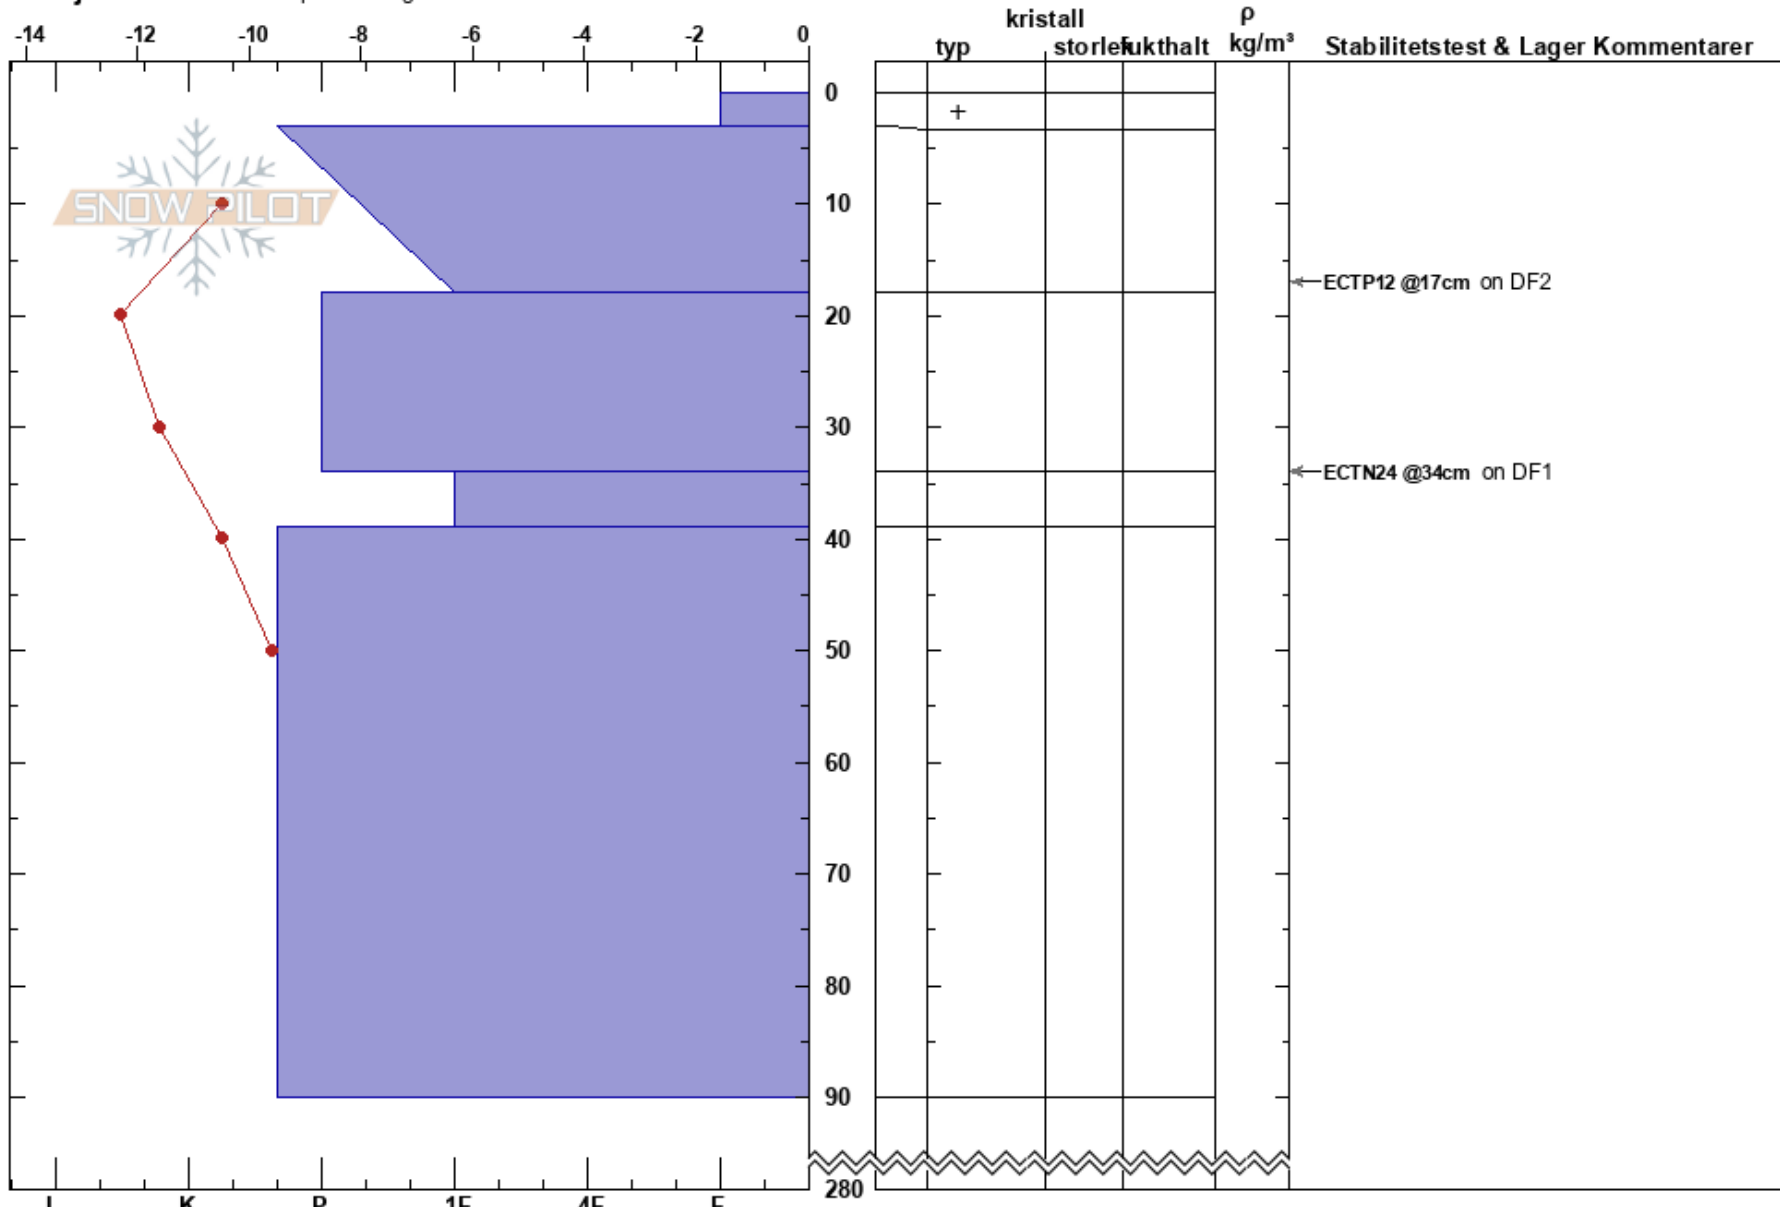 kristall ρ
-14 -12 -10 -8 -6 -4 -2 0
typ storlek fukthalt kg/m³ Stabilitetstest & Lager Kommentarer
0
+
SNOW PILOT
10
ECTP12 @17cm on DF2
20
30
ECTN24 @34cm on DF1
40
50
60
70
80
90
280
I K P 1F 4F F